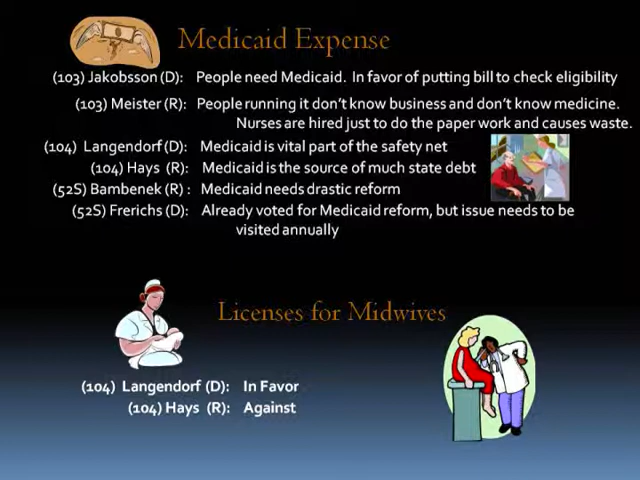 Medicaid Expense
(103) Jakobsson (D): People need Medicaid. In favor of putting bill to check eligibility
(103) Meister (R): People running it don't know business and don't know medicine.
Nurses are hired just to do the paper work and causes waste.
(104) Langendorf (D): Medicaid is vital part of the safety net
(104) Hays (R): Medicaid is the source of much state debt
(52S) Bambenek (R) : Medicaid needs drastic reform
(52S) Frerichs (D): Already voted for Medicaid reform, but issue needs to be
visited annually
Licenses for Midwives
(104) Langendorf (D): In Favor
(104) Hays (R): Against